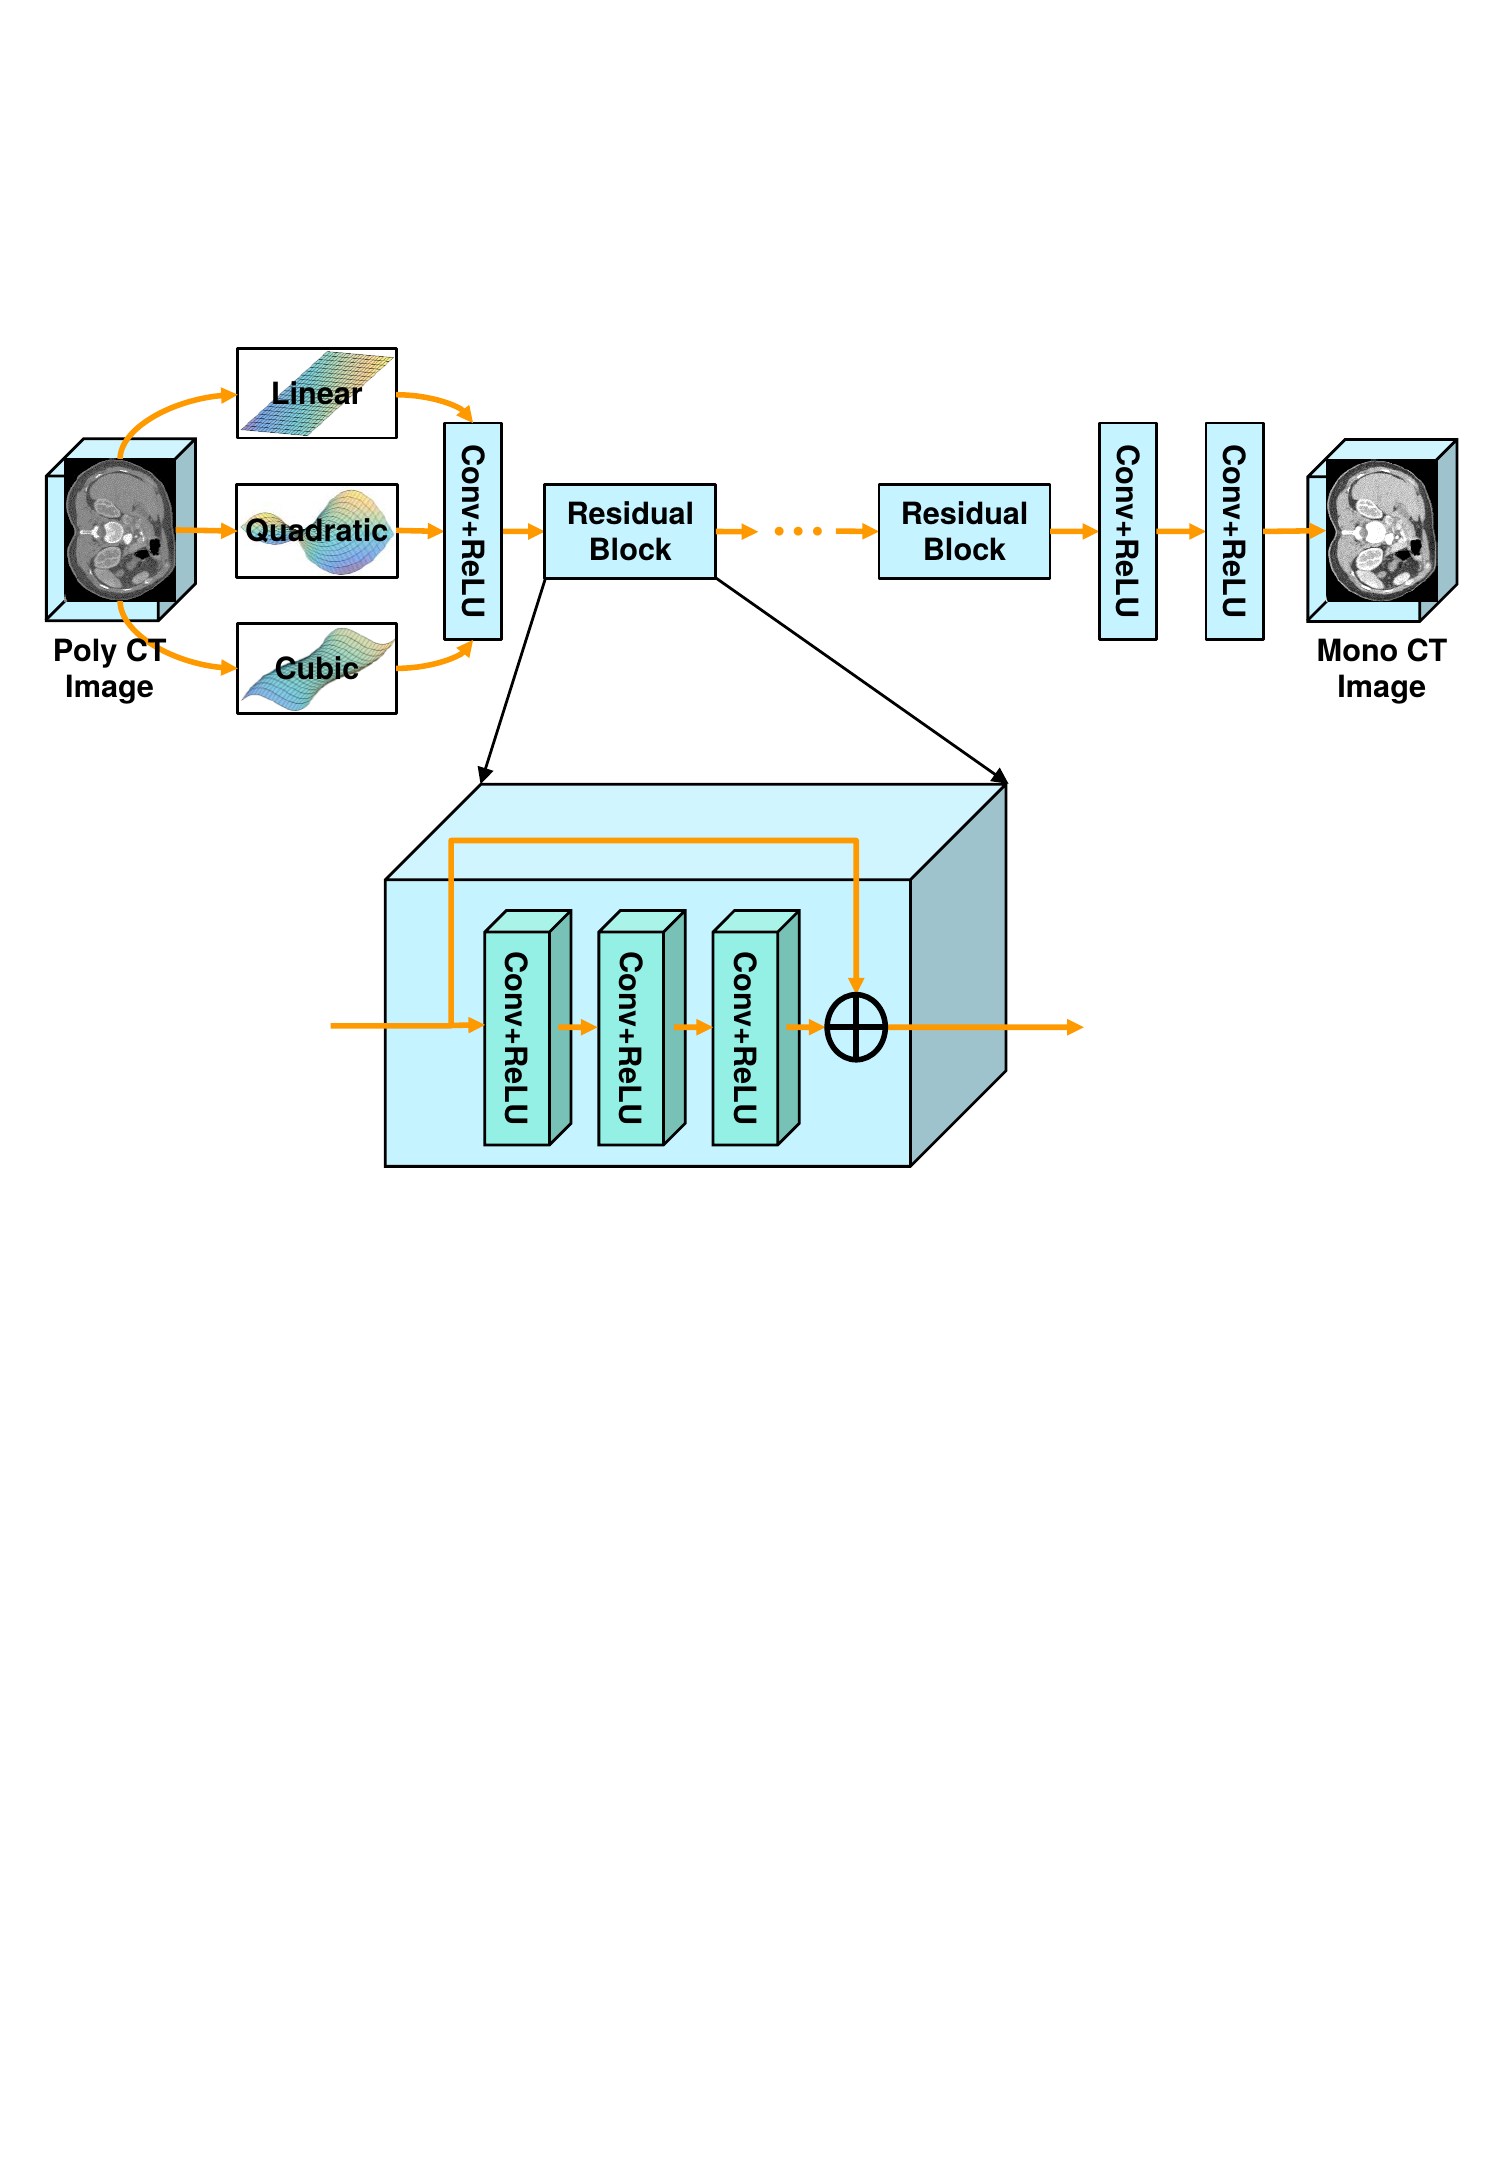 Linear
Quadratic
Cubic
Poly CT
Image
Conv+ReLU
Residual
Block
Residual
Block
Conv+ReLU
Conv+ReLU
Mono CT
Image
Conv+ReLU
Conv+ReLU
Conv+ReLU